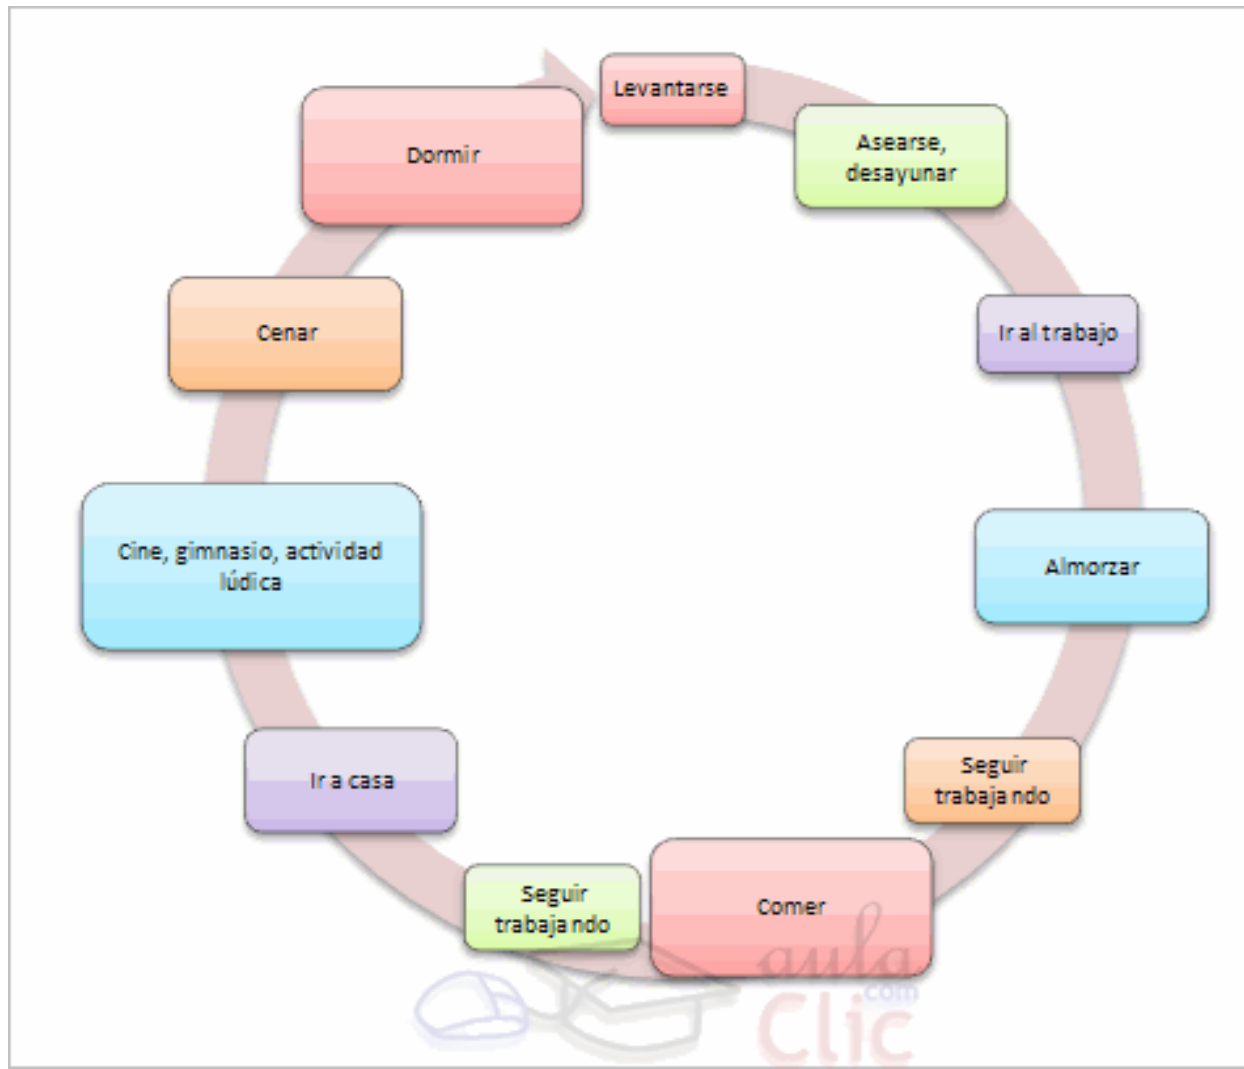 Levantarse
Asearse,
desayunar
Ir al trabajo
Almorzar
Seguir
trabajando
Comer
Seguir
trabajando
Ir a casa
Cine, gimnasio, actividad
lúdica
Cenar
Dormir
aula
com
Clic